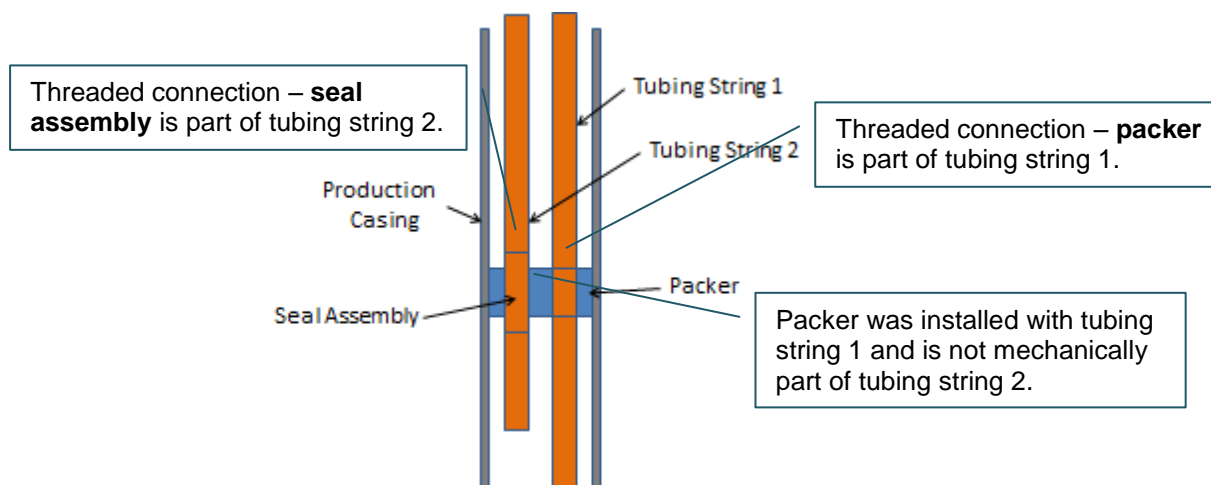 Threaded connection – seal
assembly is part of tubing string 2.
Tubing String 1
Threaded connection – packer
is part of tubing string 1.
Tubing String 2
Production
Casing
Packer
Seal Assembly
Packer was installed with tubing
string 1 and is not mechanically
part of tubing string 2.